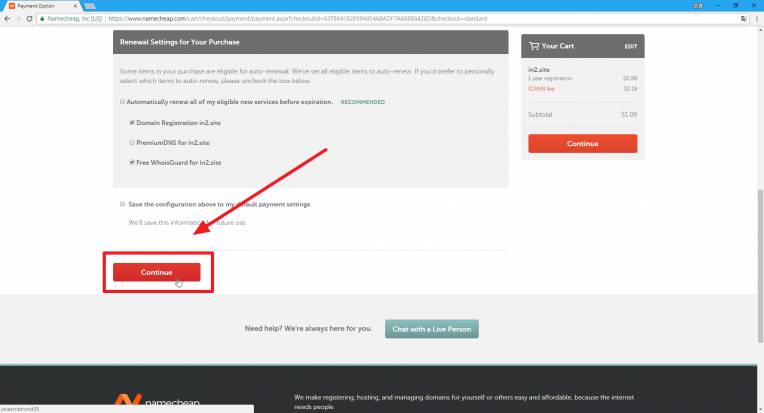 Payment Option
Namecheap, Inc [US] | https://www.namecheap.com/cart/checkout/payment/payment.aspx?checkoutid=62F8641828594454A8ADF7A66886426D&checkout=standard
Renewal Settings for Your Purchase
Some items in your purchase are eligible for auto-renewal. We've set all eligible items to auto-renew. If you'd prefer to personally
select which items to auto-renew, please uncheck the box below.
Automatically renew all of my eligible new services before expiration. RECOMMENDED
Domain Registration in2.site
PremiumDNS for in2.site
Free WhoisGuard for in2.site
Save the configuration above to my default payment settings
We'll save this information for future use.
Continue
Your Cart EDIT
in2.site
1 year registration $0.88
ICANN fee $0.18
Subtotal $1.06
Continue
Need help? We're always here for you. Chat with a Live Person
namecheap
We make registering, hosting, and managing domains for yourself or others easy and affordable, because the internet
needs people.
javascript:void(0)